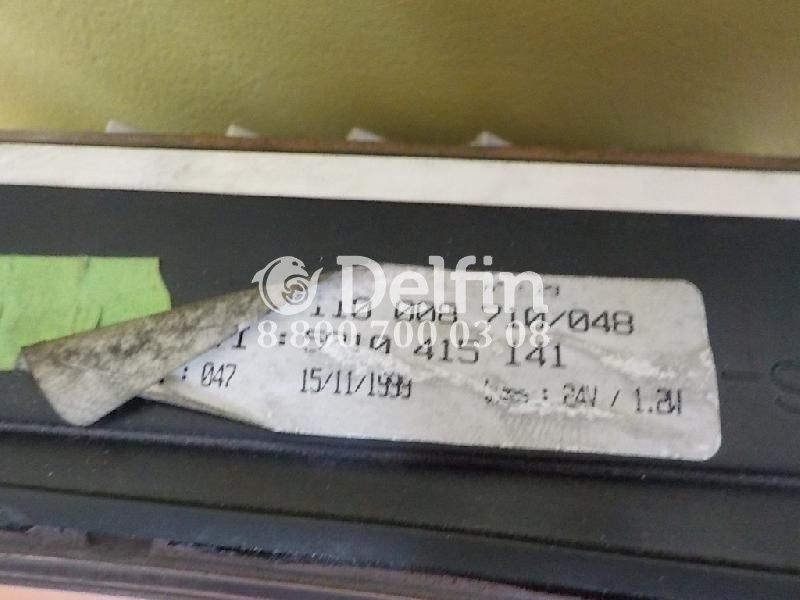 Delfin
8-800-700 03 08
110 008 710/048
415 141
: 047 15/11/1999 : 24V / 1.2W